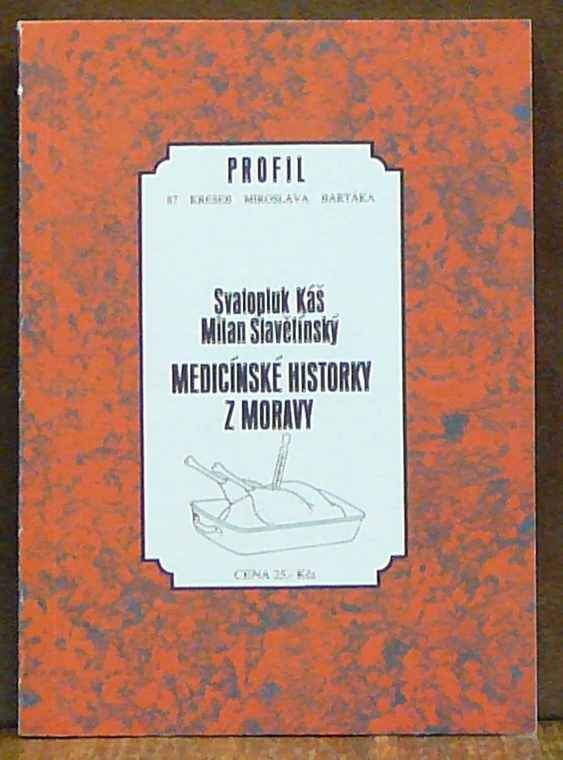 PROFIL
87 KRESEB MIROSLAVA BARTÁKA
Svatopluk Káš
Milan Slavětínský
MEDICÍNSKÉ HISTORKY
Z MORAVY
CENA 25,- Kčs